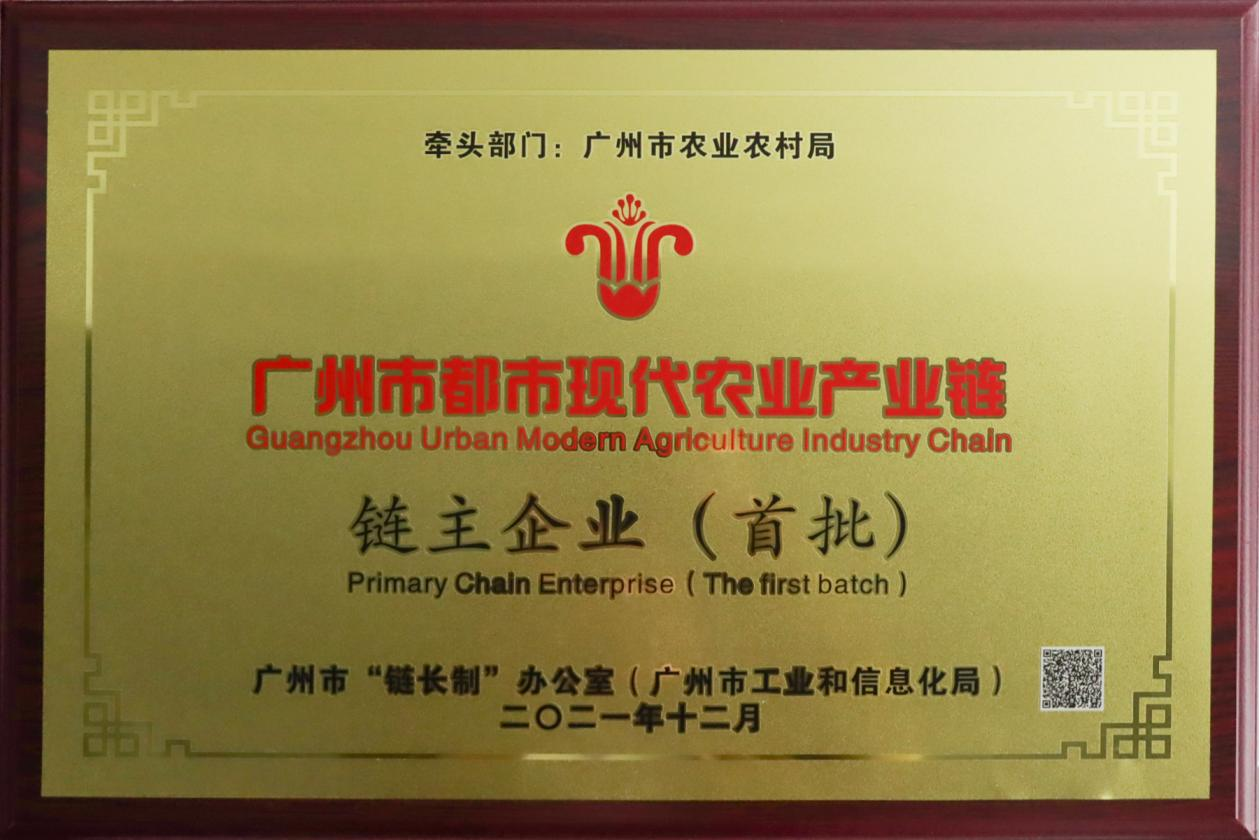 牵头部门：广州市农业农村局
广州市都市现代农业产业链
Guangzhou Urban Modern Agriculture Industry Chain
链主企业（首批）
Primary Chain Enterprise（The first batch）
广州市“链长制”办公室（广州市工业和信息化局）
二〇二一年十二月